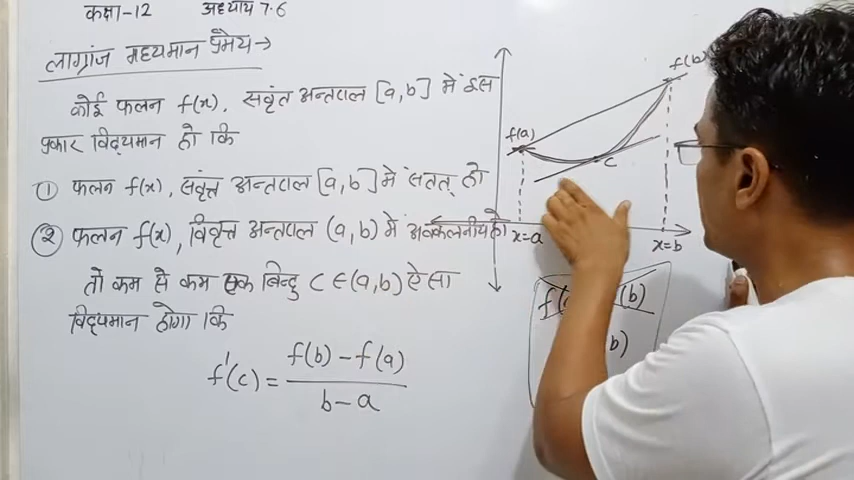 कक्षा-12 अध्याय 7.6
लाग्रांज मध्यमान प्रमेय→
कोई फलन f(x), संवृत अन्तराल [a,b] में इस
प्रकार विद्यमान हो कि
① फलन f(x), संवृत्त अन्तराल [a,b] में सतत् हो
② फलन f(x), विवृत्त अन्तराल (a,b) में अवकलनीय हो
तो कम से कम एक बिन्दु C ∈ (a,b) ऐसा
विद्यमान होगा कि
f'(c) = f(b) - f(a)
b - a
f(b)
f(a)
c
x=a
x=b
(b)
b)